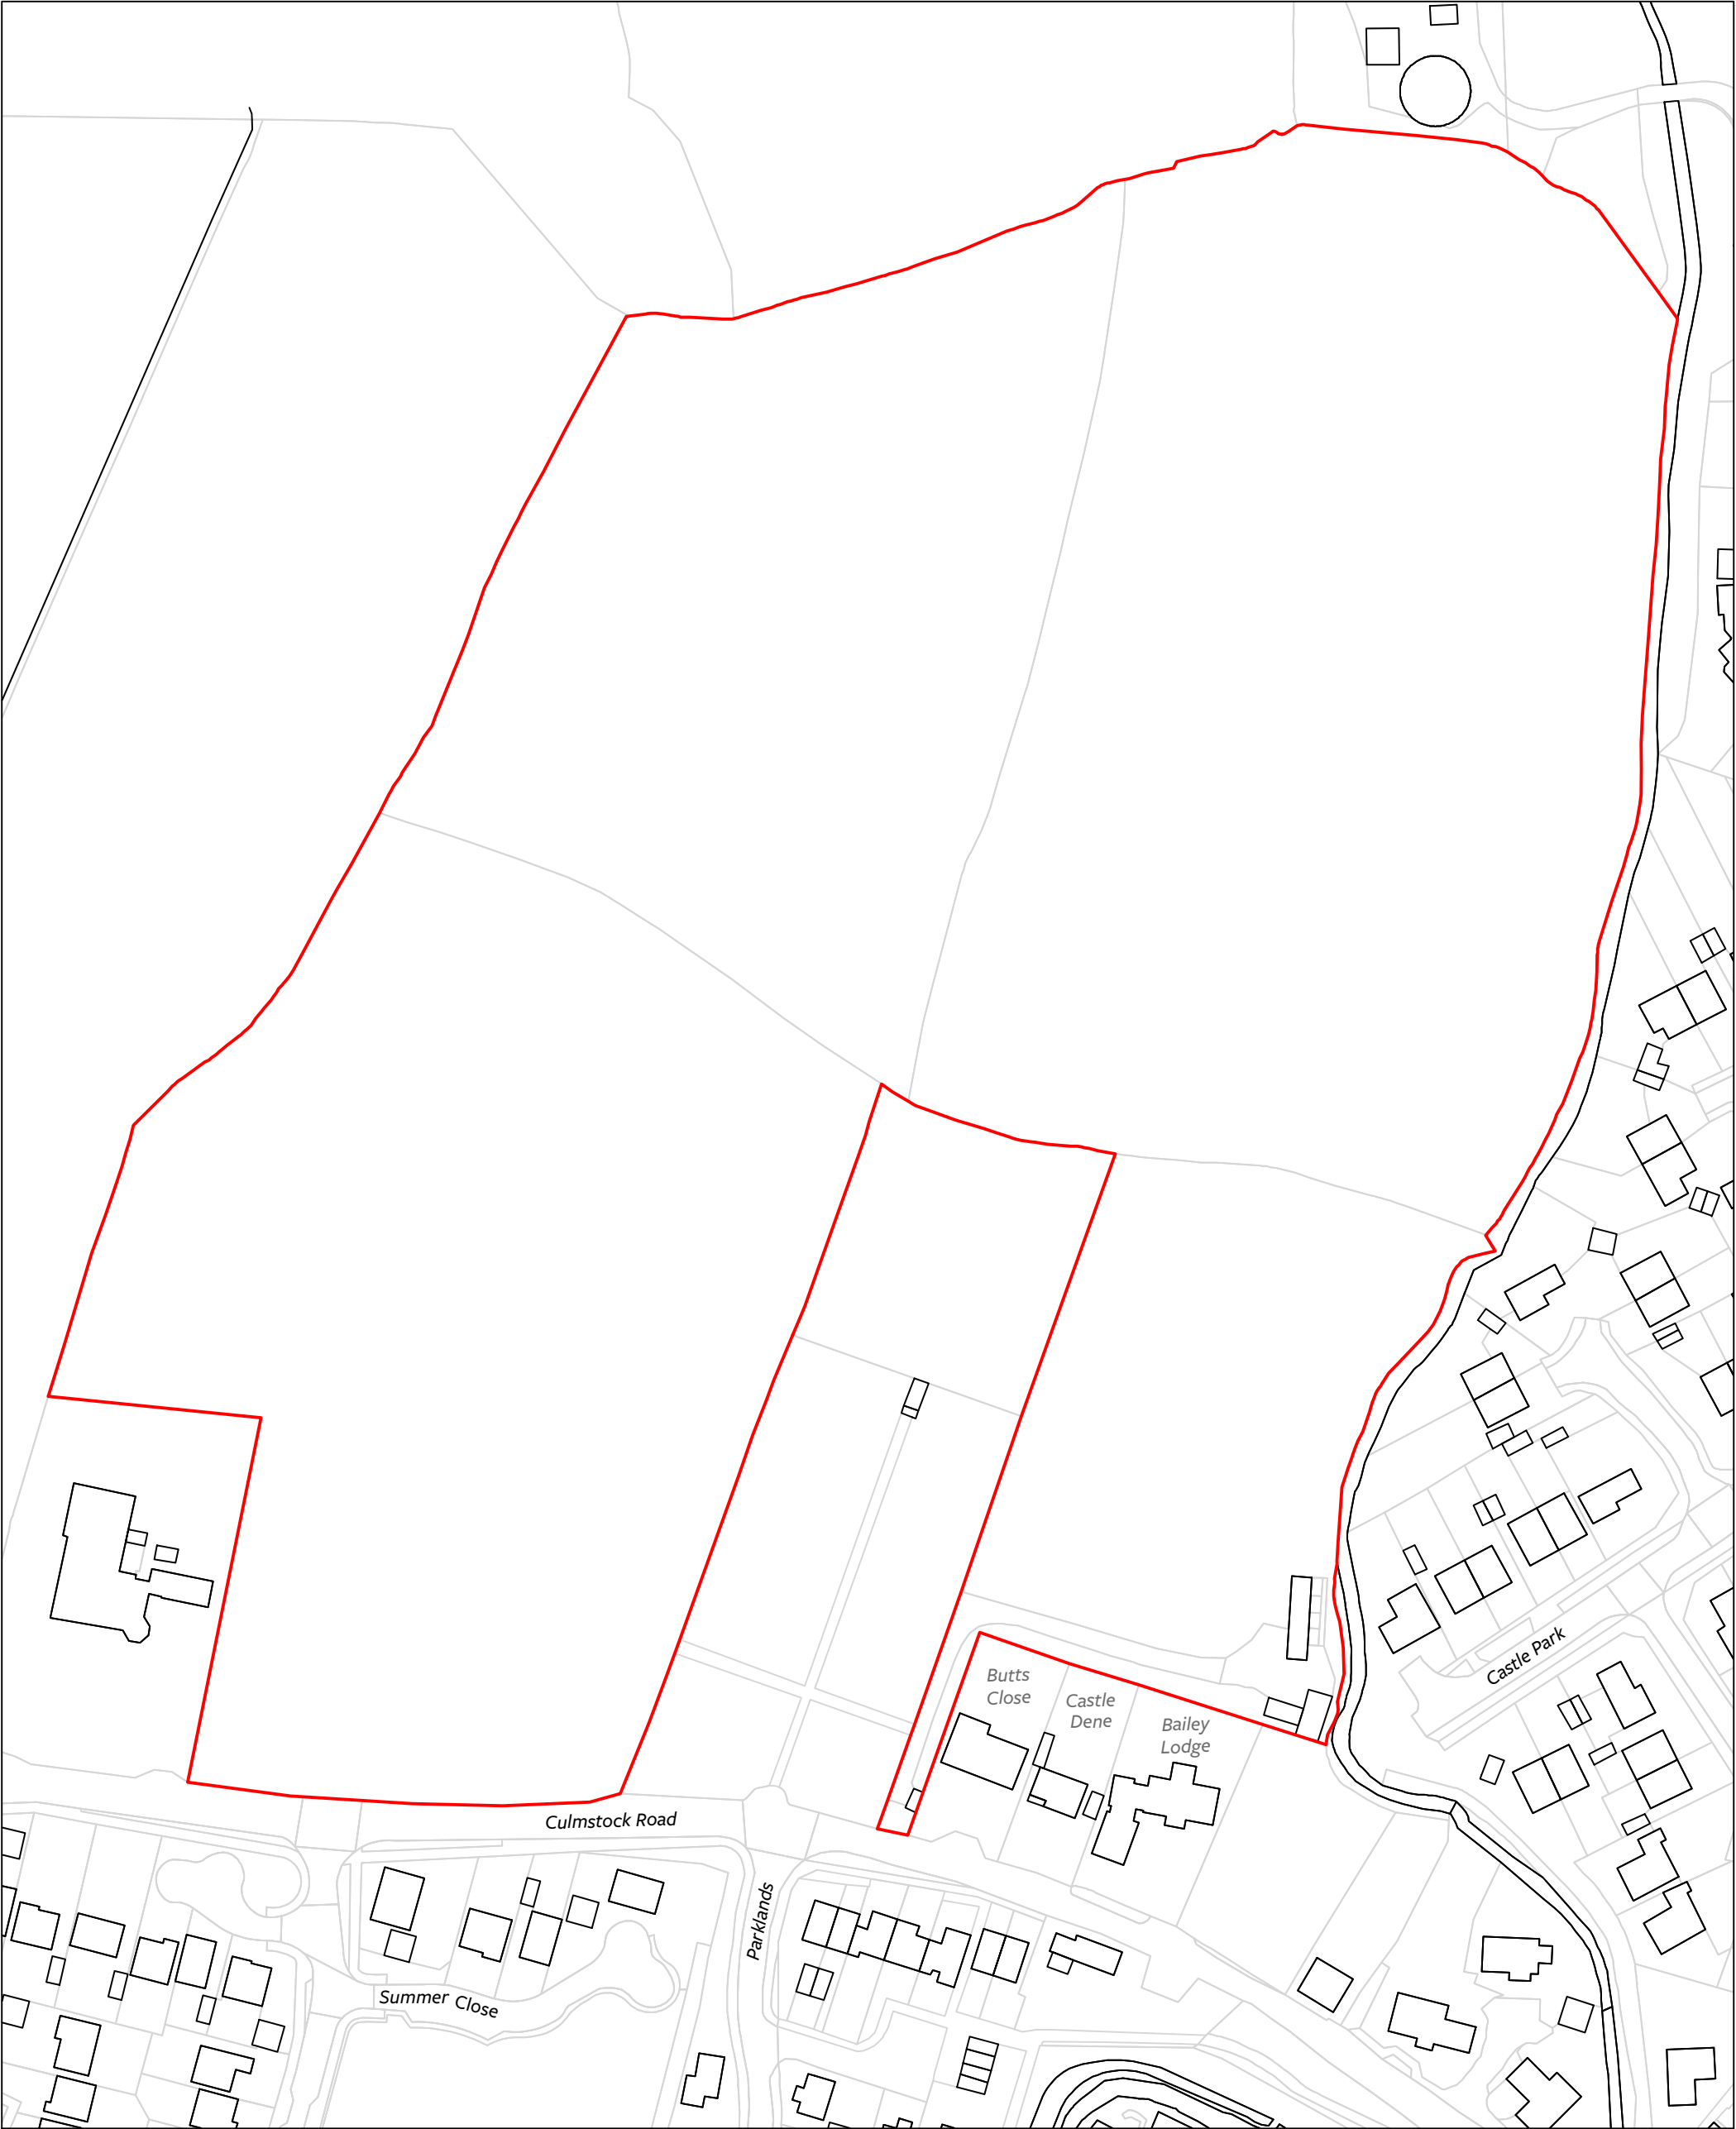 Butts
Close
Castle
Dene
Bailey
Lodge
Castle Park
Culmstock Road
Parklands
Summer Close